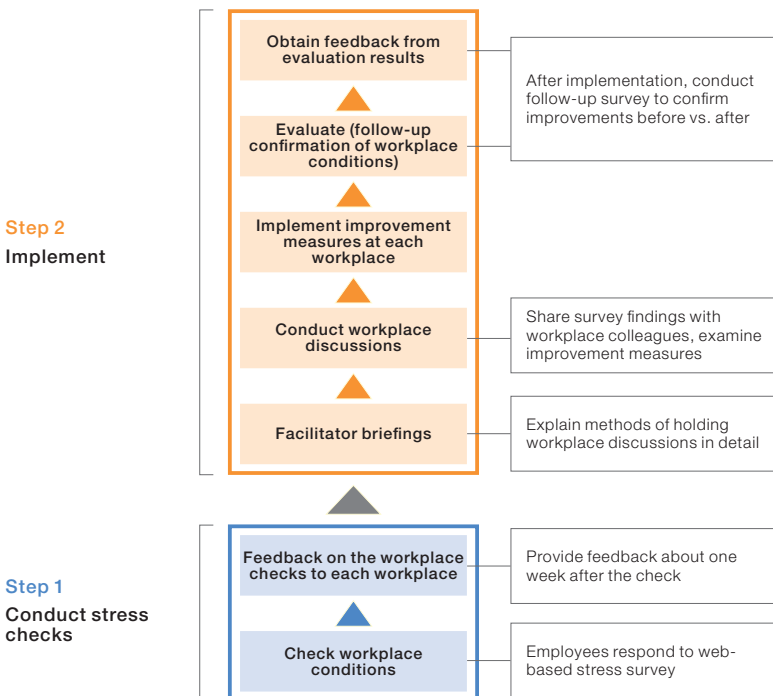 Obtain feedback from
evaluation results
After implementation, conduct
follow-up survey to confirm
improvements before vs. after
Evaluate (follow-up
confirmation of workplace
conditions)
Step 2
Implement
Implement improvement
measures at each
workplace
Conduct workplace
discussions
Share survey findings with
workplace colleagues, examine
improvement measures
Facilitator briefings
Explain methods of holding
workplace discussions in detail
Step 1
Conduct stress
checks
Feedback on the workplace
checks to each workplace
Provide feedback about one
week after the check
Check workplace
conditions
Employees respond to web-
based stress survey